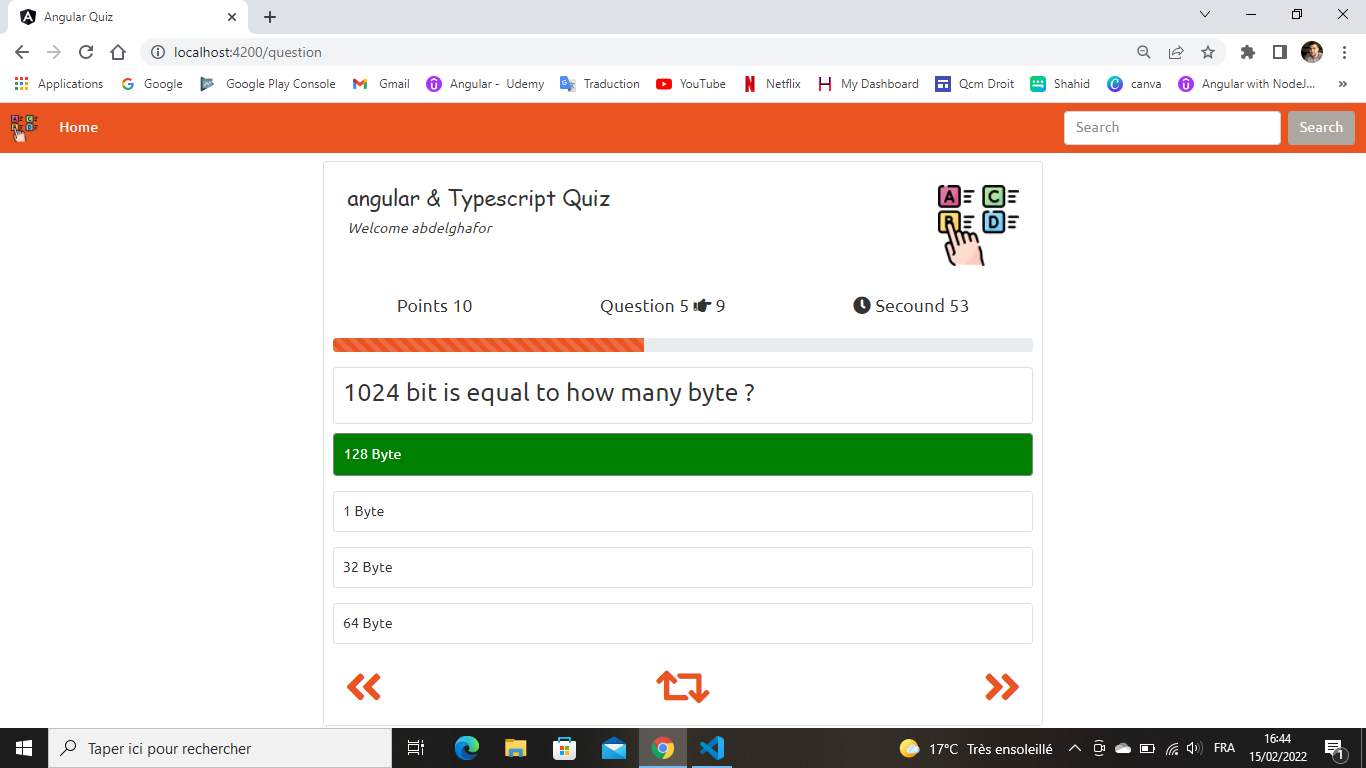 Angular Quiz
localhost:4200/question
Applications Google Google Play Console Gmail Angular - Udemy Traduction YouTube Netflix My Dashboard Qcm Droit Shahid canva Angular with NodeJ... »
Home Search Search
angular & Typescript Quiz
Welcome abdelghafor
A C
B D
Points 10 Question 5 9 Secound 53
1024 bit is equal to how many byte ?
128 Byte
1 Byte
32 Byte
64 Byte
Taper ici pour rechercher 17°C Très ensoleillé FRA 16:44
15/02/2022 1